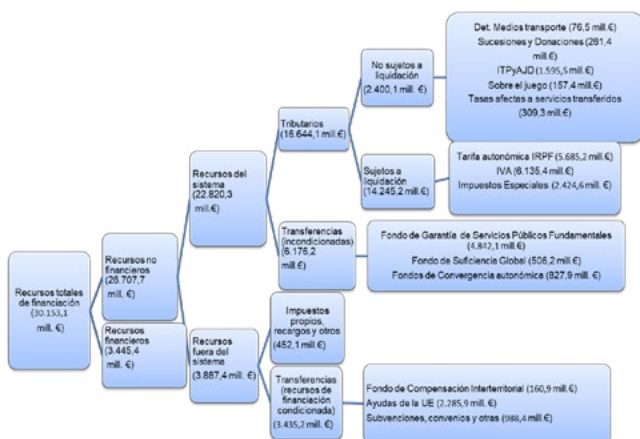 Recursos totales
de financiación
(30.153,1
mill. €)
Recursos no
financieros
(26.707,7
mill. €)
Recursos
financieros
(3.445,4
mill. €)
Recursos del
sistema
(22.820,3
mill.€)
Recursos
fuera del
sistema
(3.887,4 mill. €)
Tributarios
(16.644,1 mill.€)
Transferencias
(incondicionadas)
(6.176,2
mill.€)
Impuestos
propios,
recargos y otros
(452,1 mill.€)
Transferencias
(recursos de
financiación
condicionada)
(3.435,2 mill. €)
No sujetos a
liquidación
(2.400,1 mill. €)
Sujetos a
liquidación
(14.245,2 mill.€)
Det. Medios transporte (76,5 mill.€)
Sucesiones y Donaciones (261,4
mill.€)
ITPyAJD (1.595,5 mill.€)
Sobre el juego (157,4 mill.€)
Tasas afectas a servicios transferidos
(309,3 mill.€)
Tarifa autonómica IRPF (5.685,2 mill.€)
IVA (6.135,4 mill.€)
Impuestos Especiales (2.424,6 mill.€)
Fondo de Garantía de Servicios Públicos Fundamentales
(4.842,1 mill.€)
Fondo de Suficiencia Global (506,2 mill.€)
Fondos de Convergencia autonómica (827,9 mill. €)
Fondo de Compensación Interterritorial (160,9 mill. €)
Ayudas de la UE (2.285,9 mill. €)
Subvenciones, convenios y otras (988,4 mill. €)